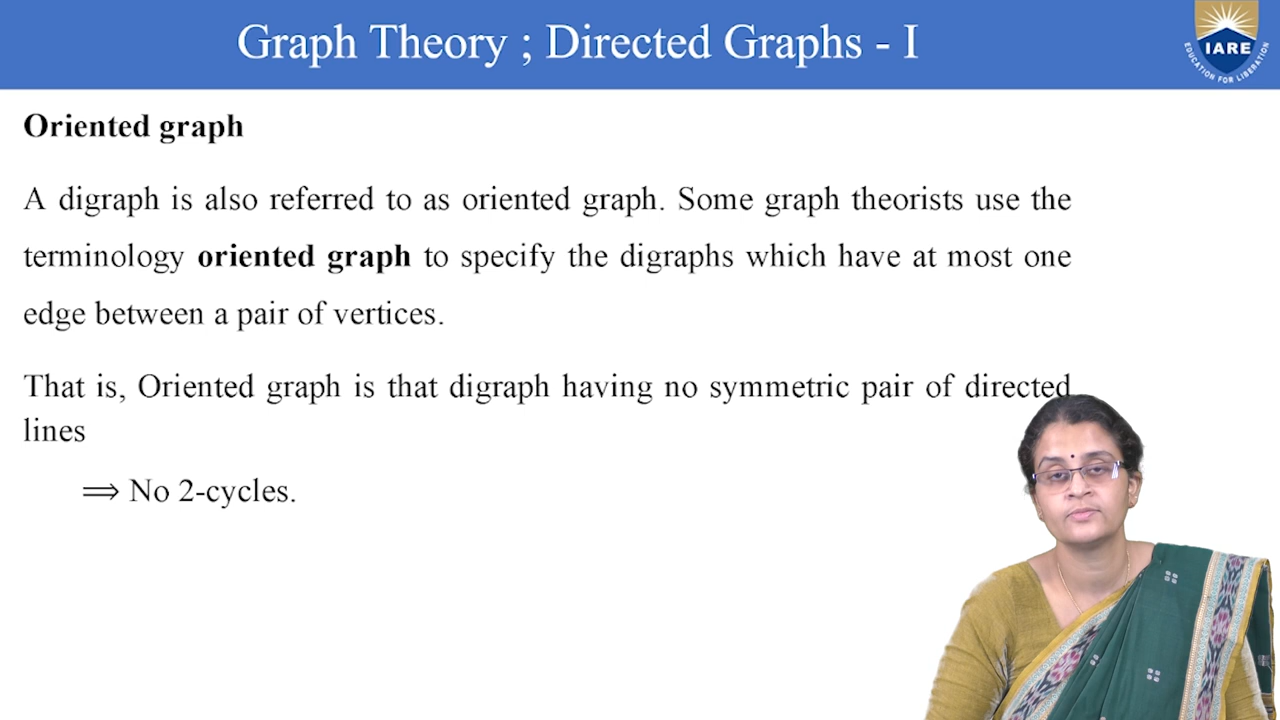 Graph Theory ; Directed Graphs - I
IARE
EDUCATION FOR LIBERATION
Oriented graph
A digraph is also referred to as oriented graph. Some graph theorists use the
terminology oriented graph to specify the digraphs which have at most one
edge between a pair of vertices.
That is, Oriented graph is that digraph having no symmetric pair of directed
lines
⟹ No 2-cycles.